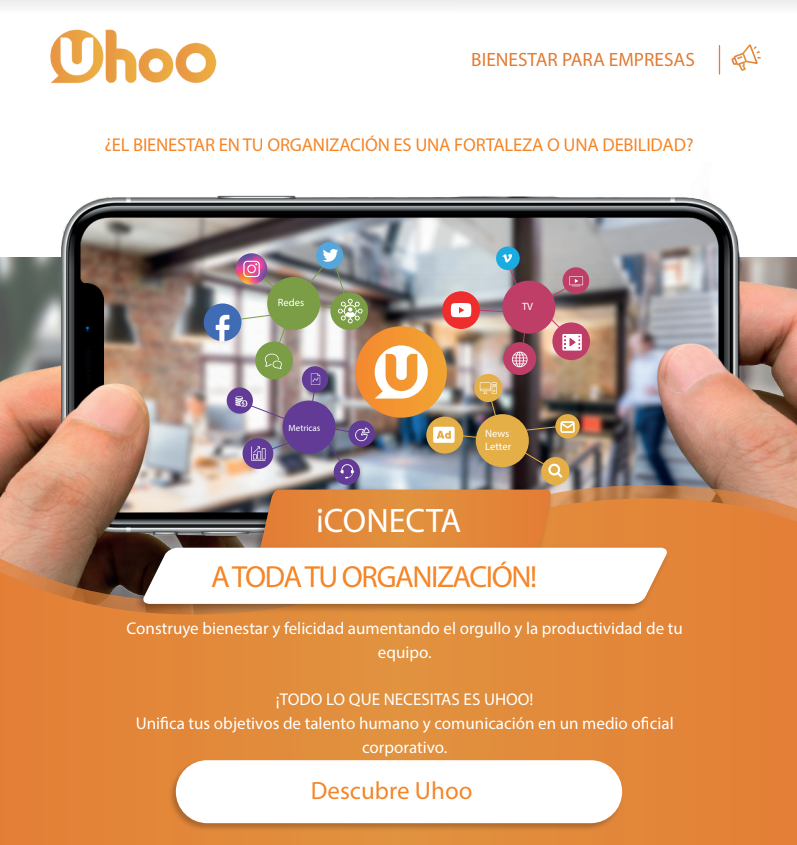 Uhoo
BIENESTAR PARA EMPRESAS
¿EL BIENESTAR EN TU ORGANIZACIÓN ES UNA FORTALEZA O UNA DEBILIDAD?
Redes
TV
U
Metricas
Ad
News
Letter
¡CONECTA
A TODA TU ORGANIZACIÓN!
Construye bienestar y felicidad aumentando el orgullo y la productividad de tu
equipo.
¡TODO LO QUE NECESITAS ES UHOO!
Unifica tus objetivos de talento humano y comunicación en un medio oficial
corporativo.
Descubre Uhoo